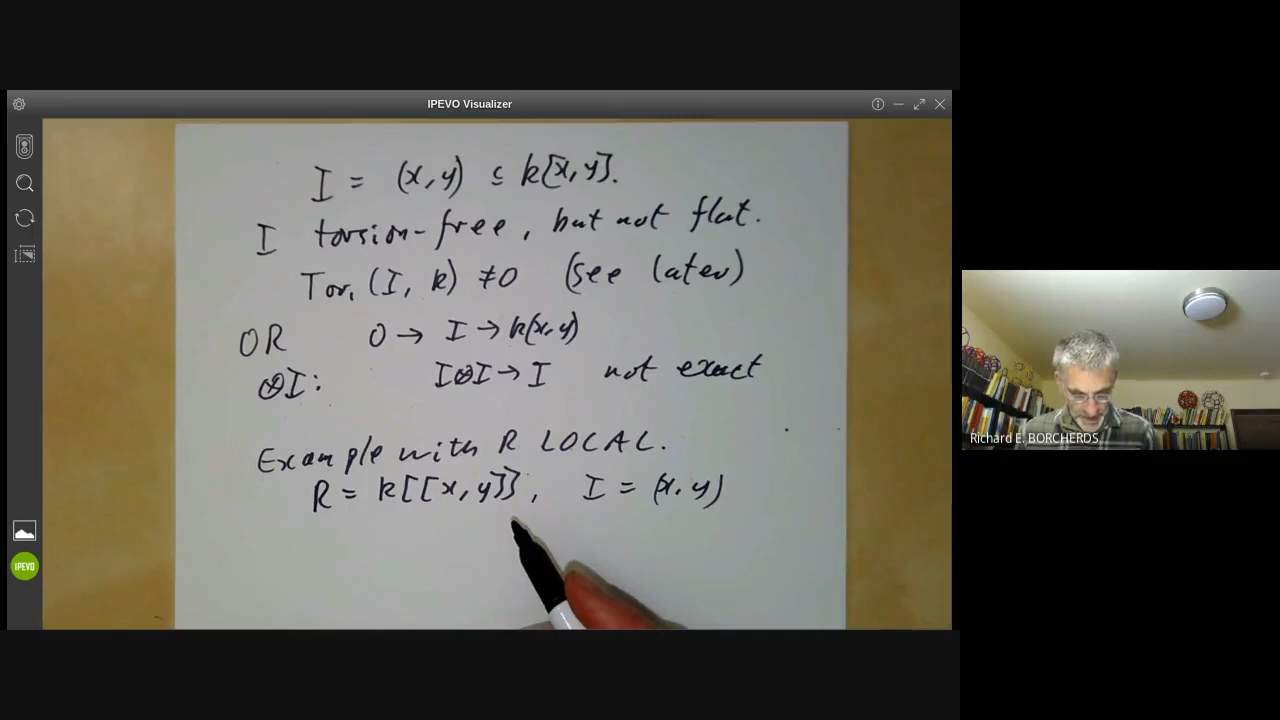 IPEVO Visualizer
I = (x,y) ⊆ k[x,y].
I torsion-free, but not flat.
Tor₁(I, k) ≠ 0 (see later)
OR 0 → I → k[x,y]
⊗I: I⊗I → I not exact
Example with R LOCAL.
R = k[[x,y]], I = (x,y)
IPEVO
Richard E. BORCHERDS